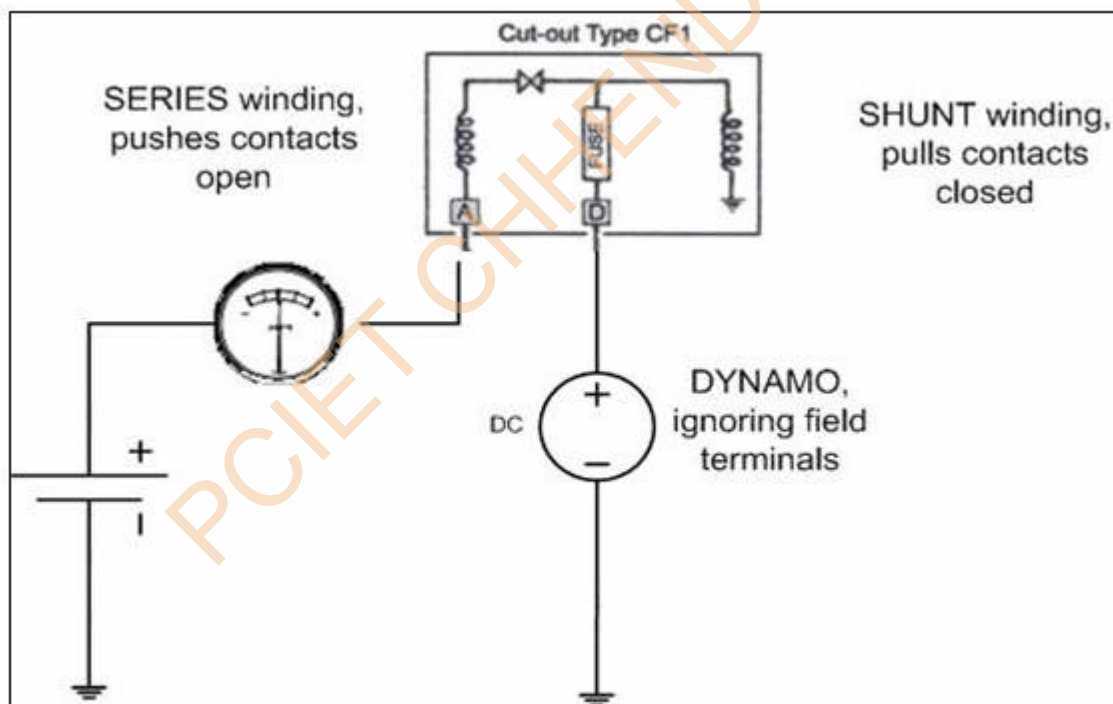 Cut-out Type CF1
SERIES winding,
pushes contacts
open
SHUNT winding,
pulls contacts
closed
FUSE
A
D
- +
DC
+
-
DYNAMO,
ignoring field
terminals
+
-
PCIET CHHEND